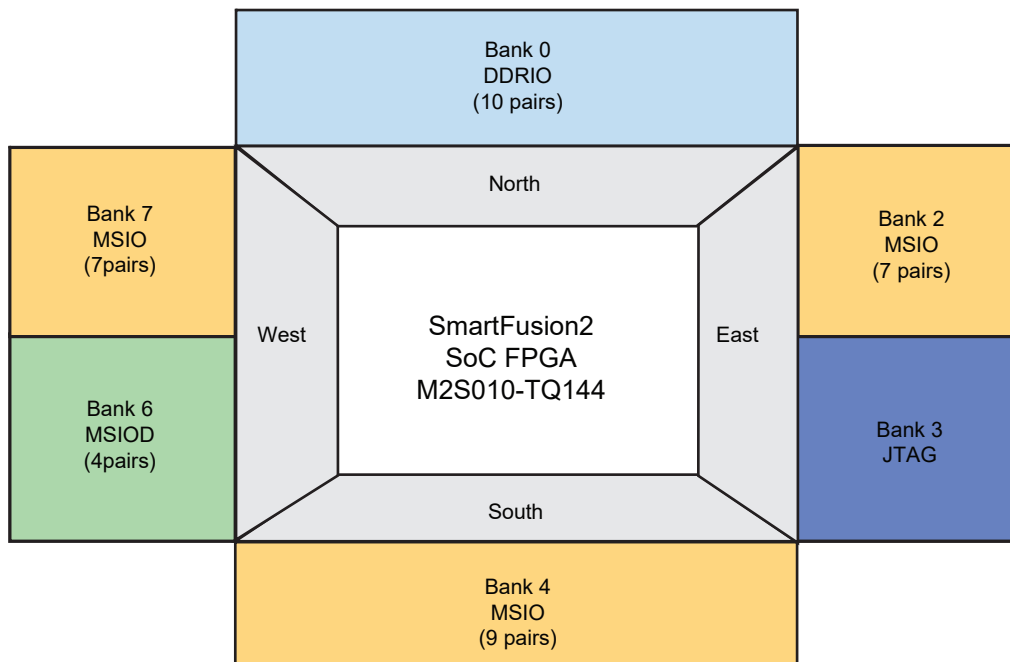 Bank 0
DDRIO
(10 pairs)
North
Bank 7
MSIO
(7pairs)
Bank 2
MSIO
(7 pairs)
West
SmartFusion2
SoC FPGA
M2S010-TQ144
East
Bank 6
MSIOD
(4pairs)
Bank 3
JTAG
South
Bank 4
MSIO
(9 pairs)